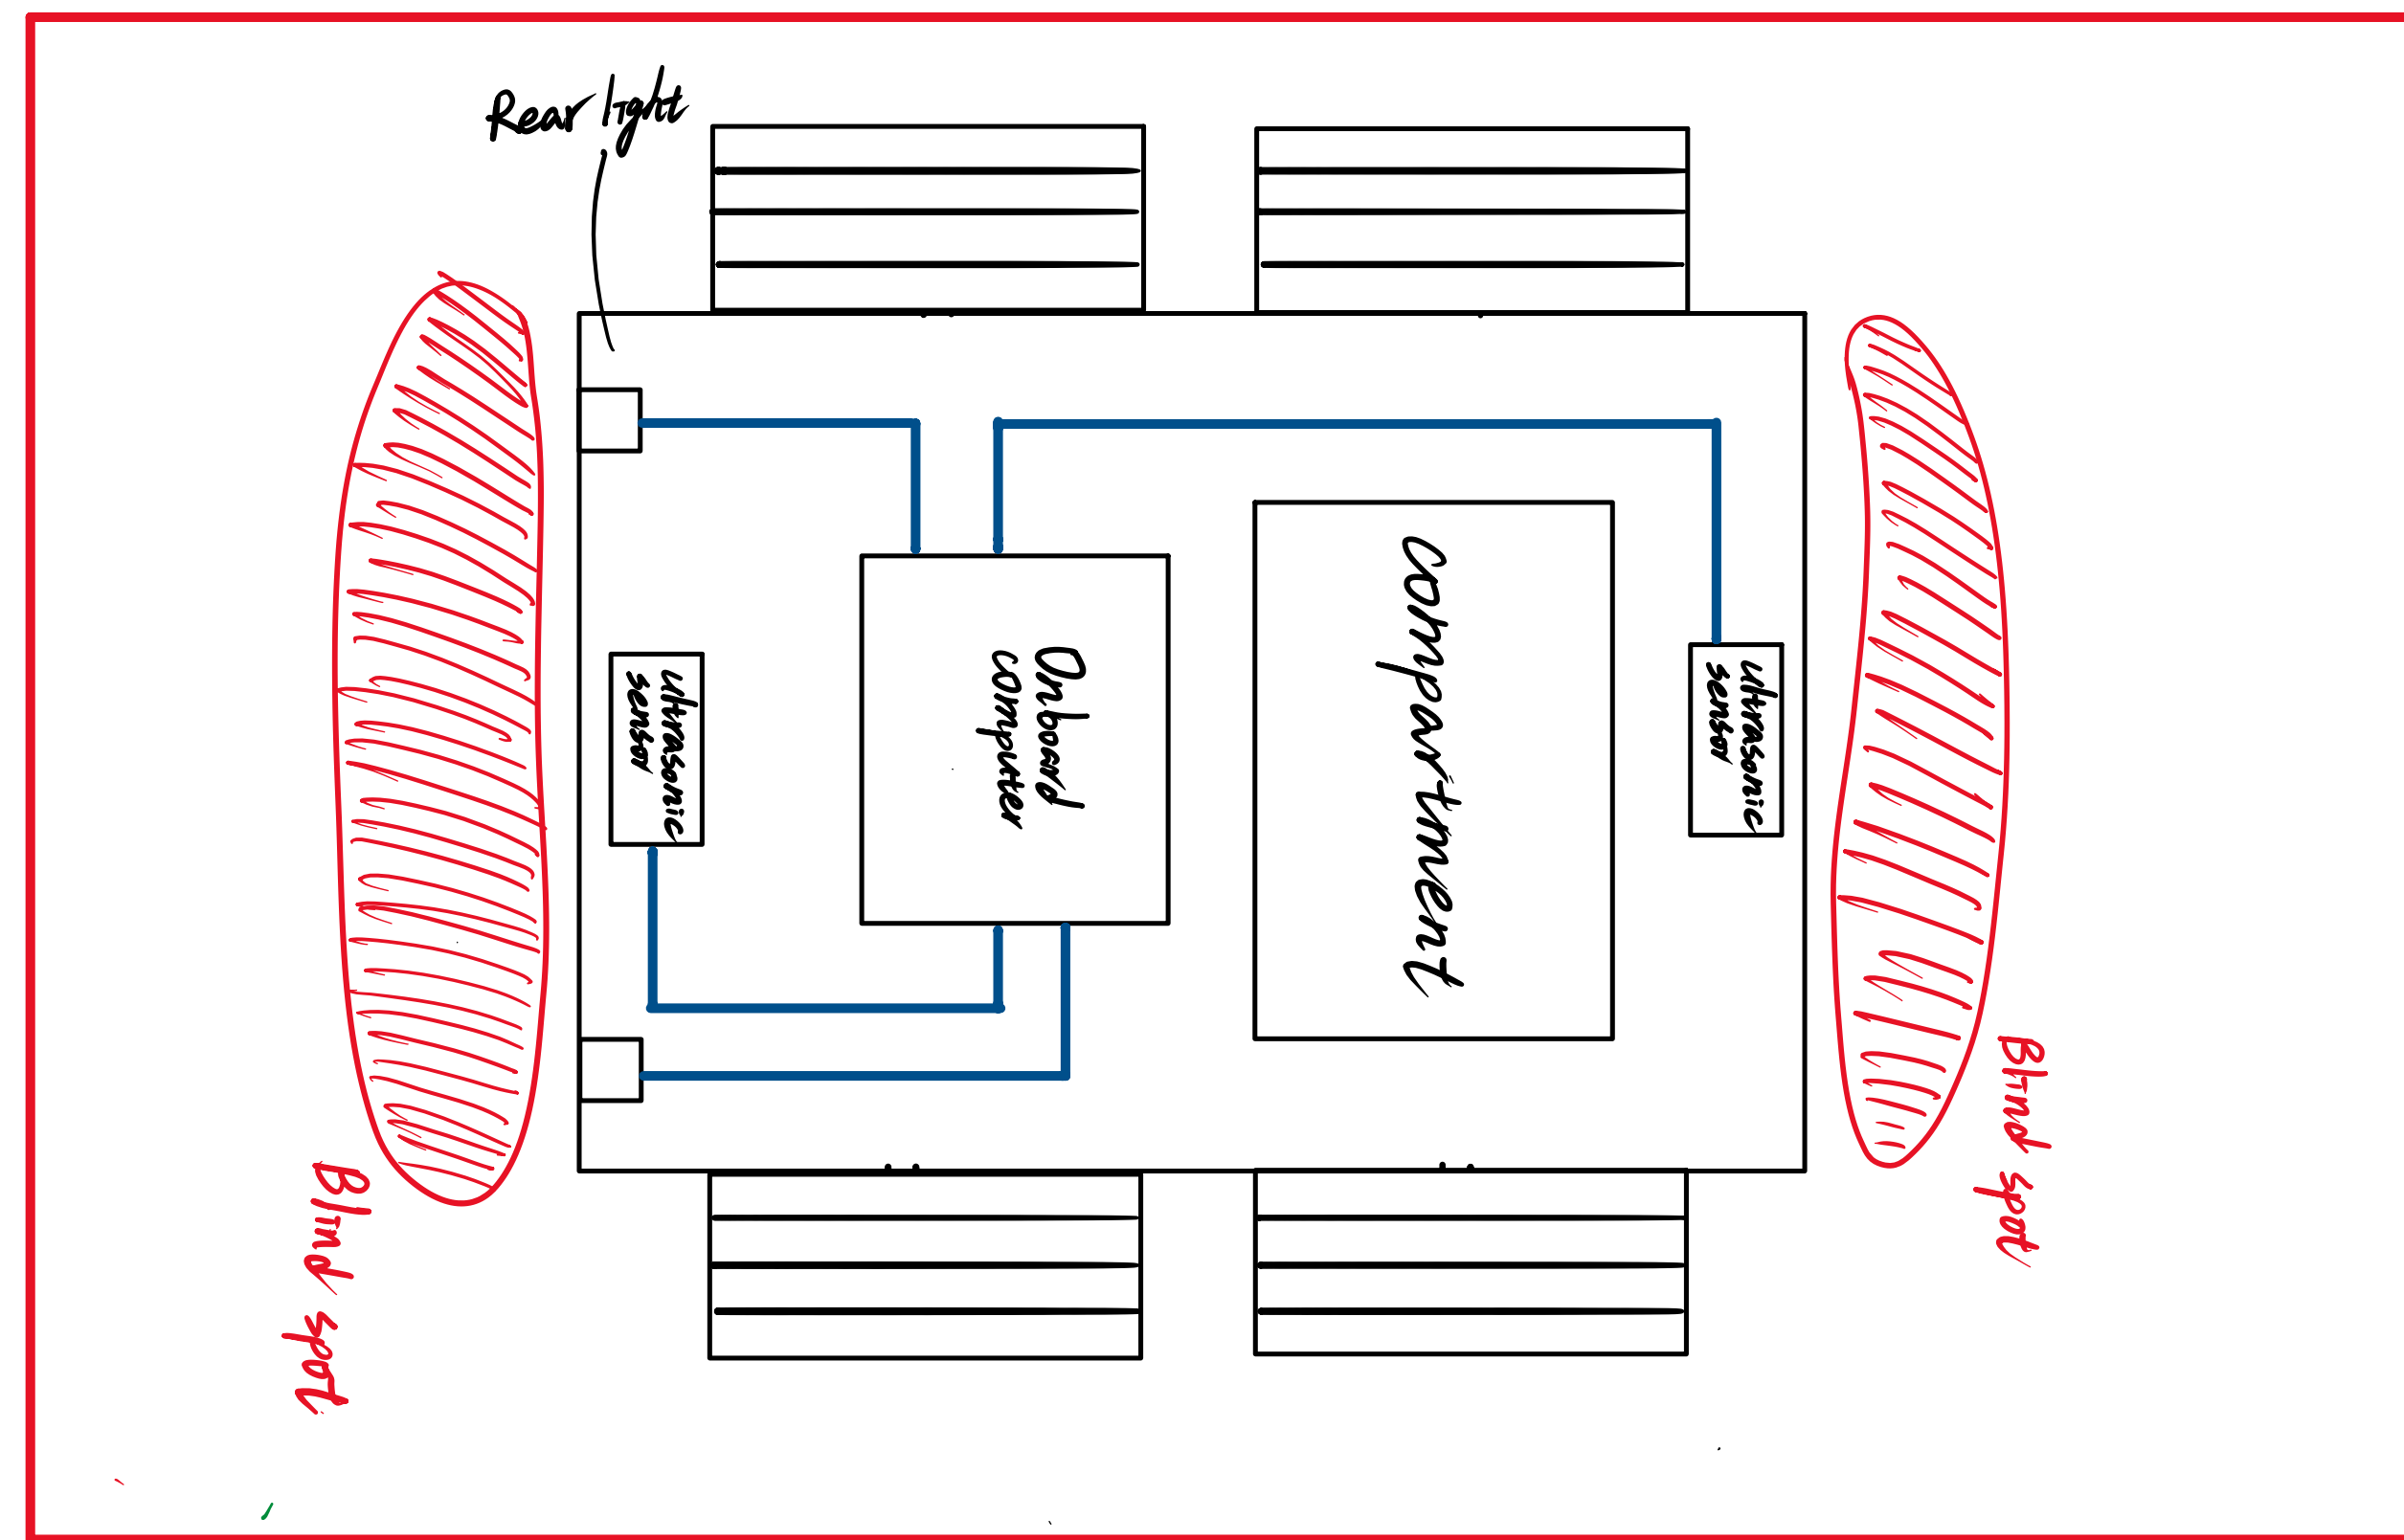 Rear light
Onboard
computer
compartment
ultrasonic
sensor
ultrasonic
sensor
Blind spot
Blind spot